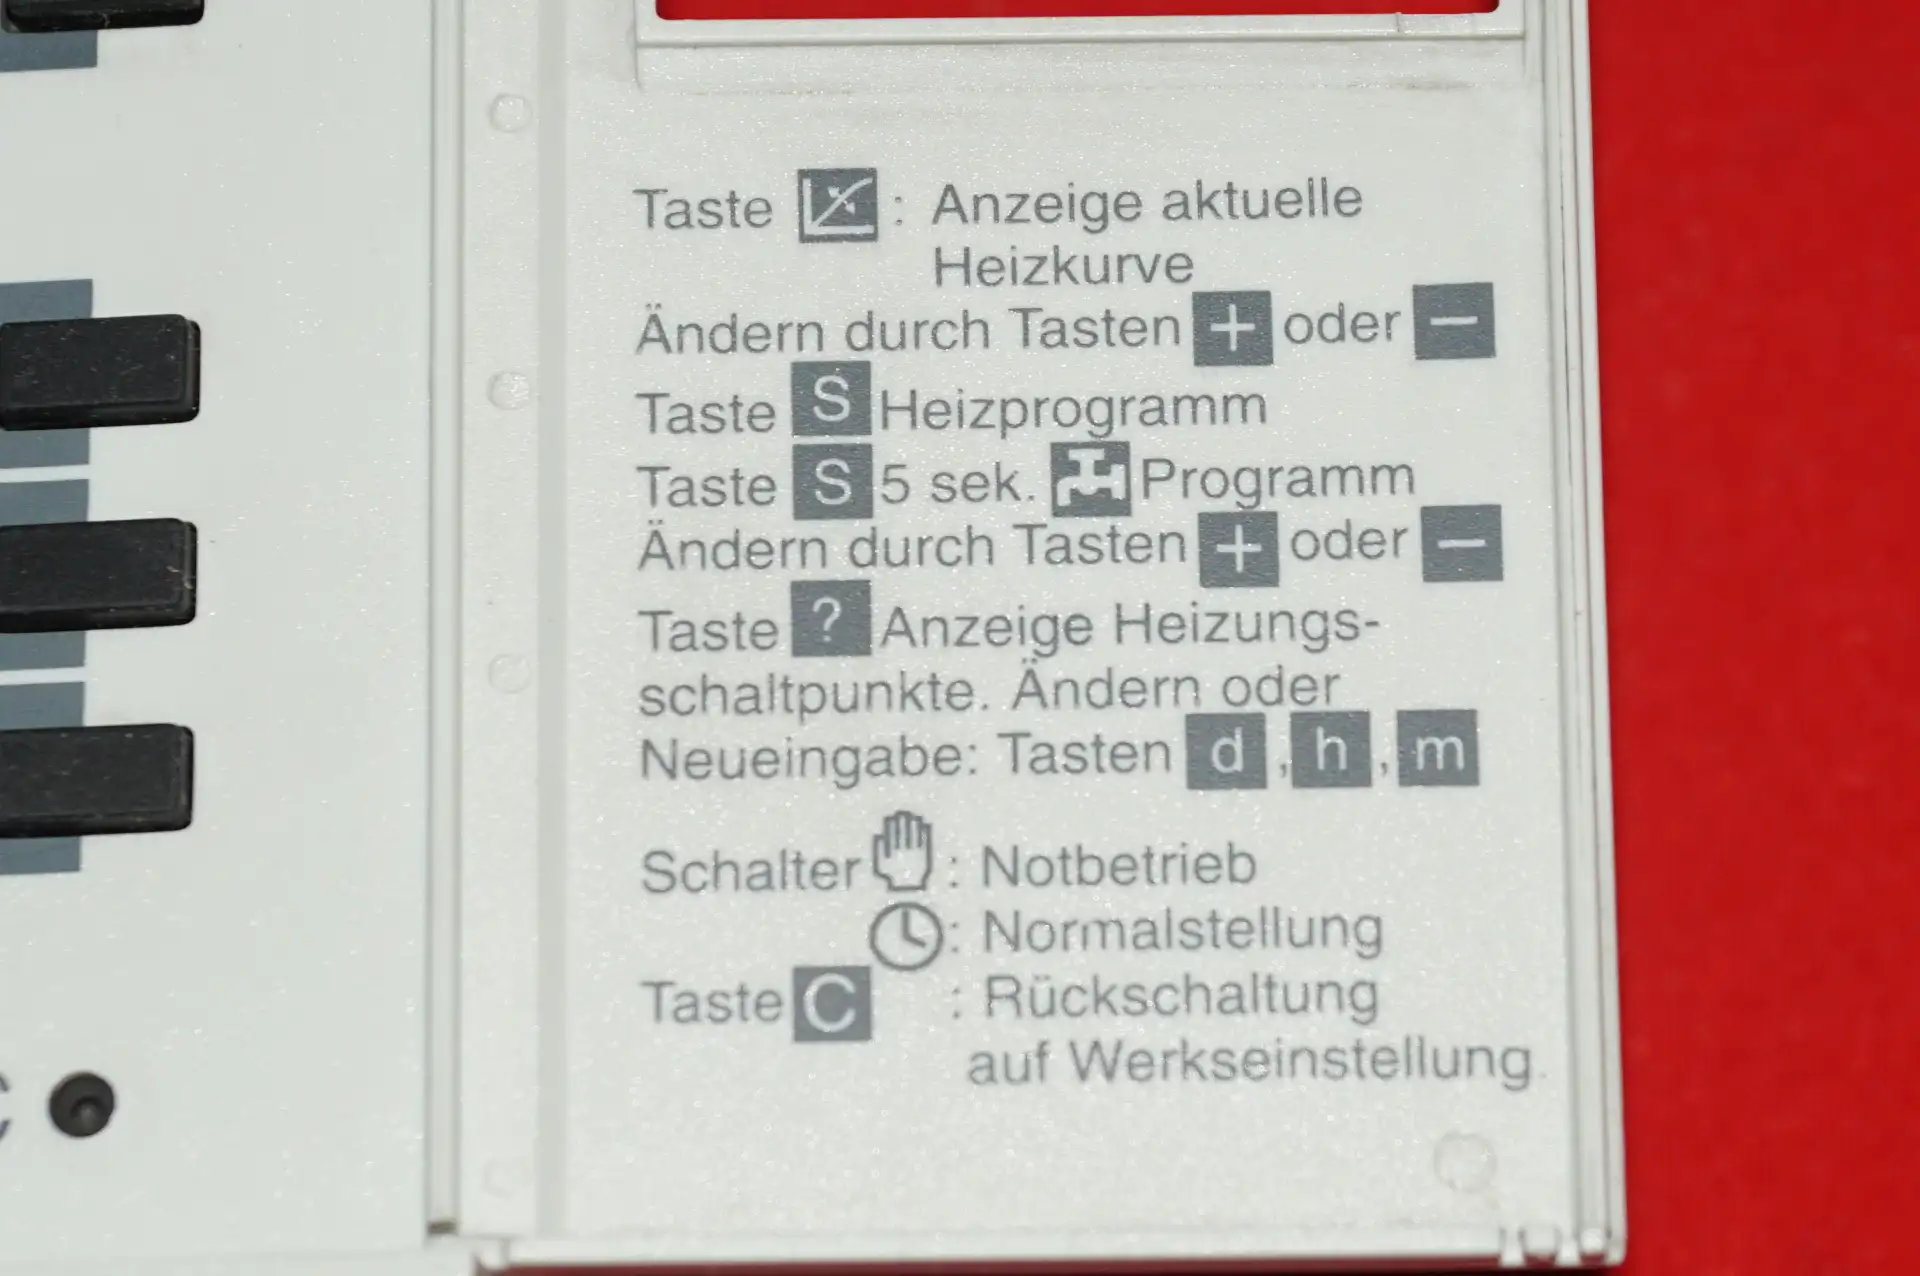 Taste : Anzeige aktuelle
Heizkurve
Ändern durch Tasten + oder −
Taste S Heizprogramm
Taste S 5 sek. Programm
Ändern durch Tasten + oder −
Taste ? Anzeige Heizungs-
schaltpunkte. Ändern oder
Neueingabe: Tasten d , h , m
Schalter : Notbetrieb
: Normalstellung
Taste C : Rückschaltung
auf Werkseinstellung.